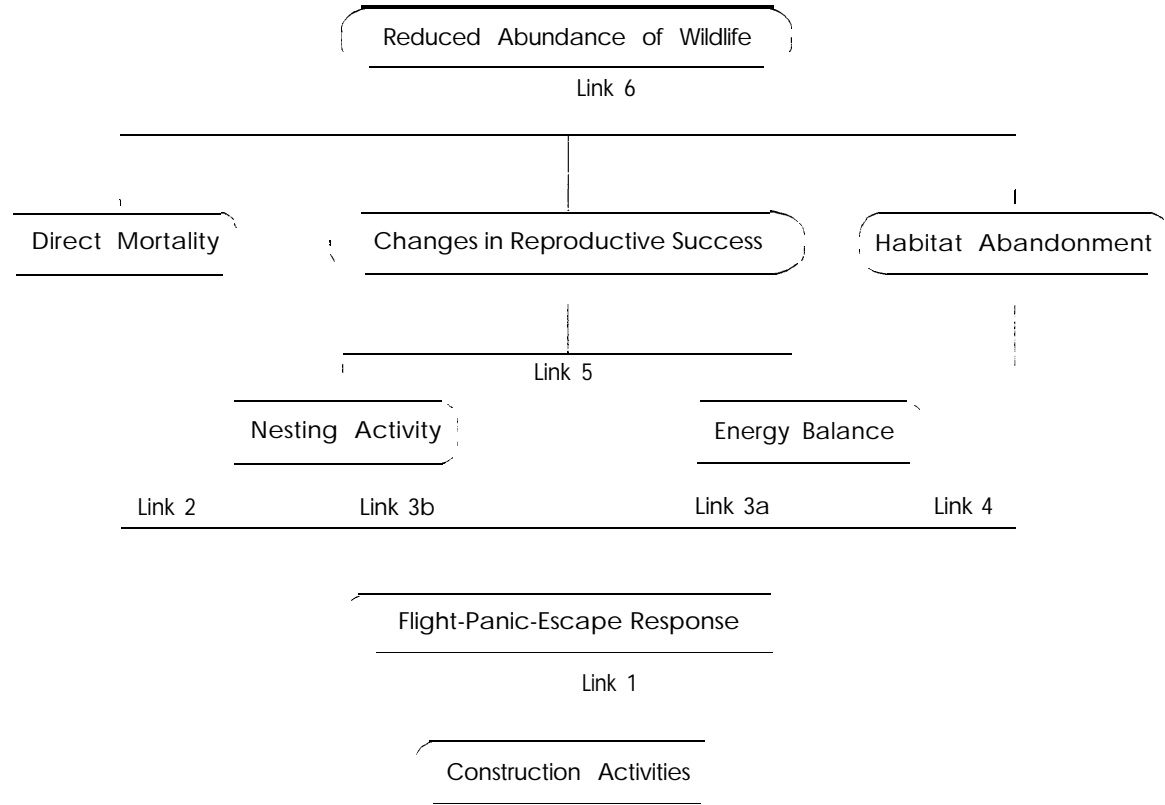 Reduced Abundance of Wildlife
Link 6
Direct Mortality
Changes in Reproductive Success
Habitat Abandonment
Link 5
Nesting Activity
Energy Balance
Link 2
Link 3b
Link 3a
Link 4
Flight-Panic-Escape Response
Link 1
Construction Activities